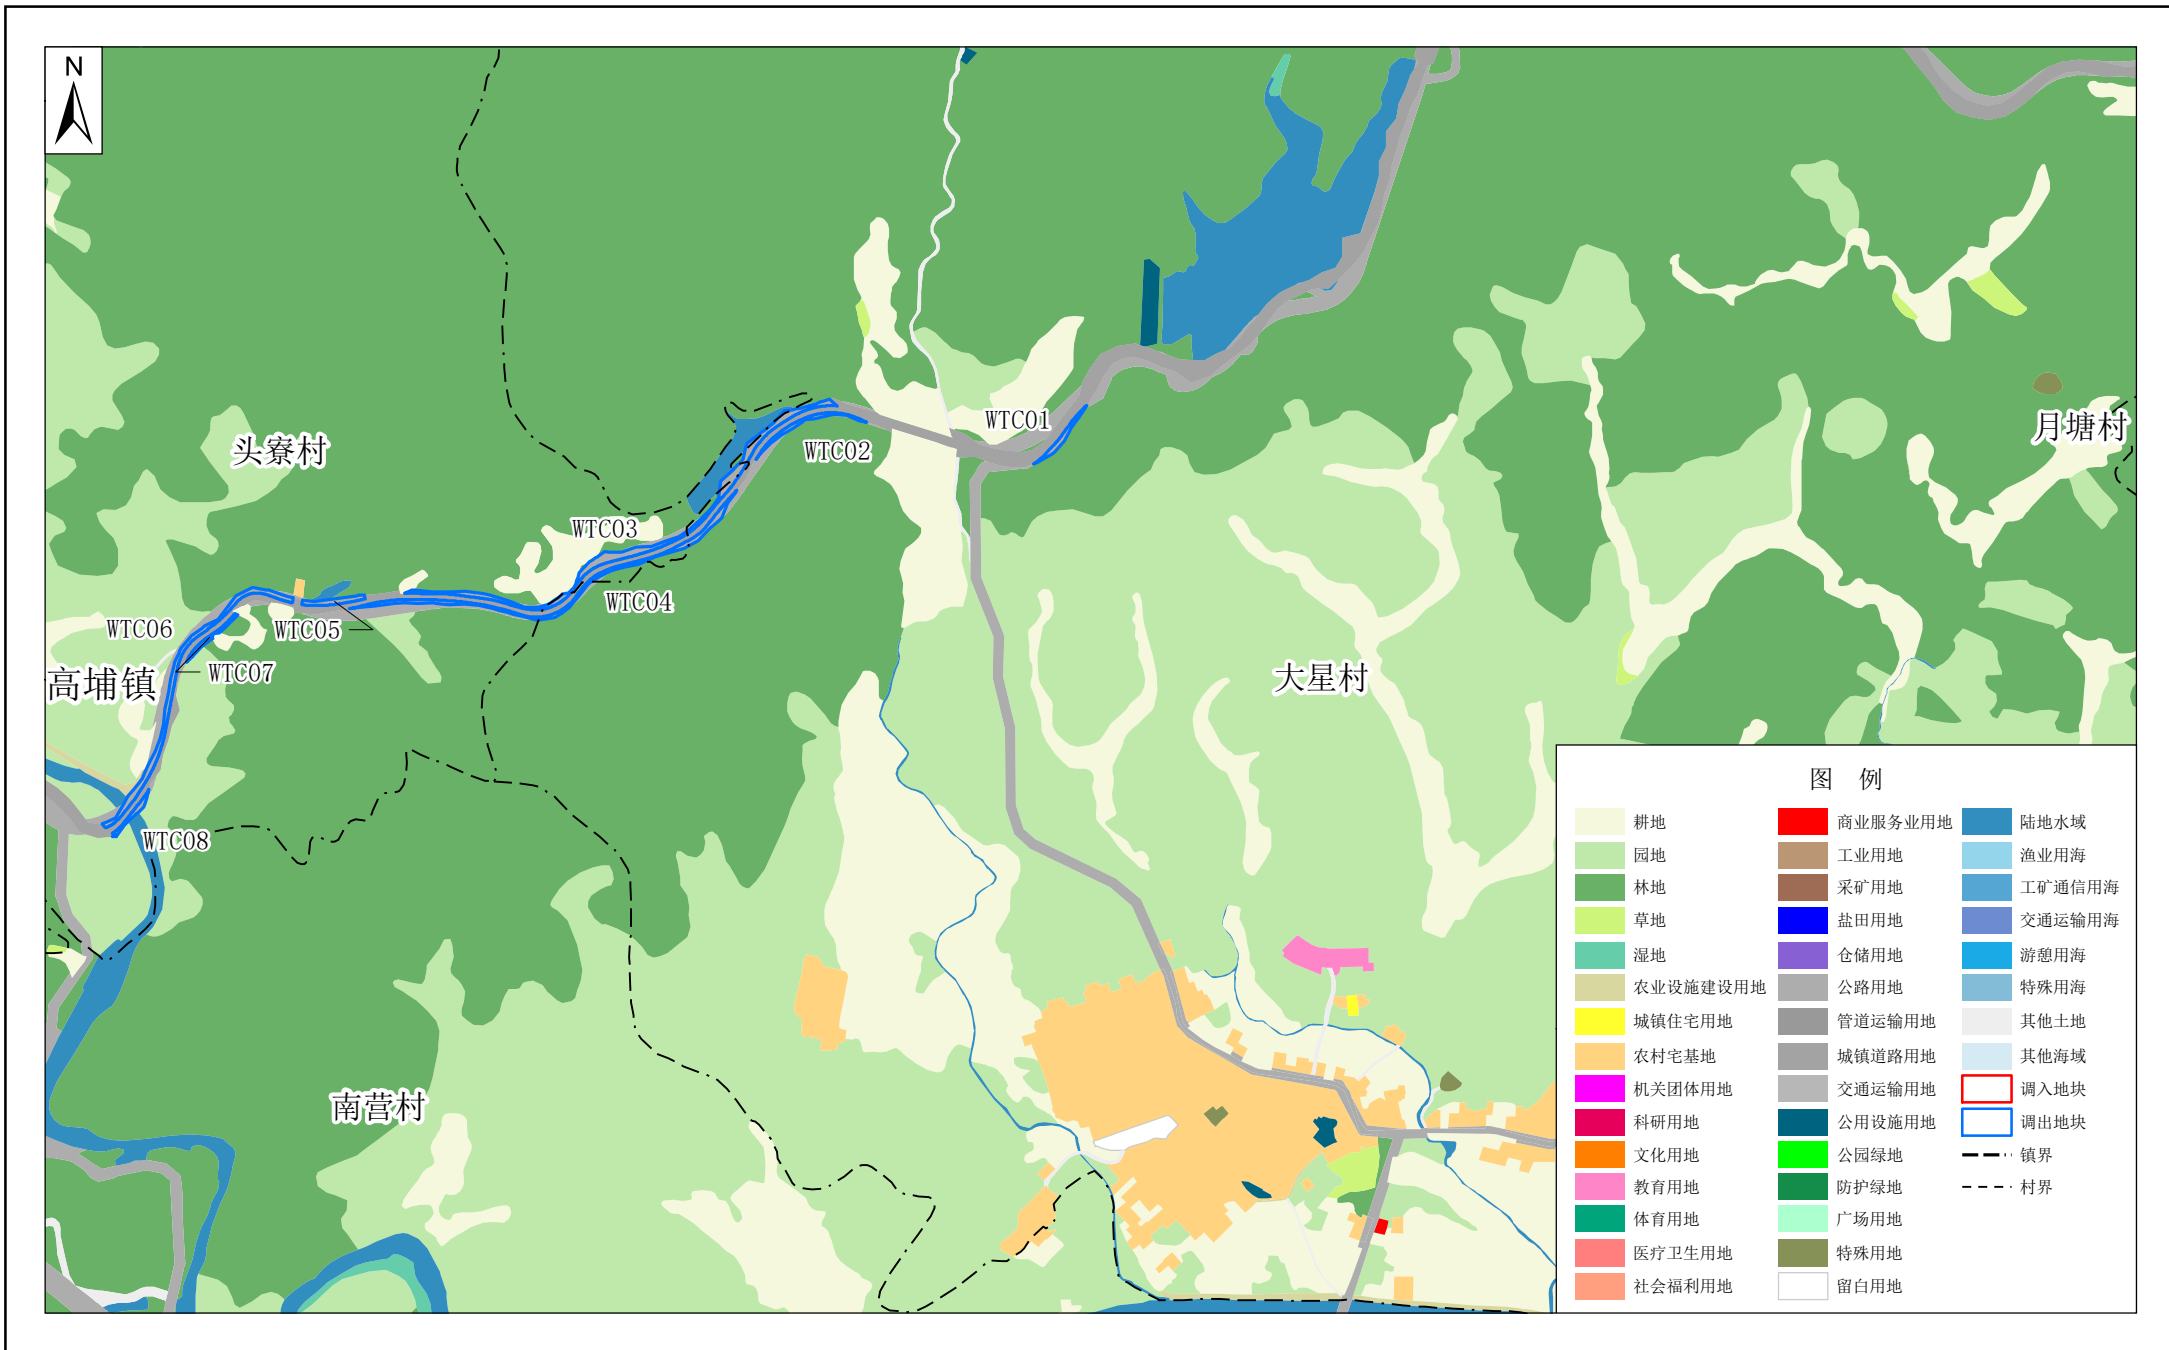 N
WTC01
头寮村
WTC02
月塘村
WTC03
WTC04
WTC06
WTC05
高埔镇
WTC07
大星村
WTC08
南营村
图 例
耕地
园地
林地
草地
湿地
农业设施建设用地
城镇住宅用地
农村宅基地
机关团体用地
科研用地
文化用地
教育用地
体育用地
医疗卫生用地
社会福利用地
商业服务业用地
工业用地
采矿用地
盐田用地
仓储用地
公路用地
管道运输用地
城镇道路用地
交通运输用地
公用设施用地
公园绿地
防护绿地
广场用地
特殊用地
留白用地
陆地水域
渔业用海
工矿通信用海
交通运输用海
游憩用海
特殊用海
其他土地
其他海域
调入地块
调出地块
镇界
村界